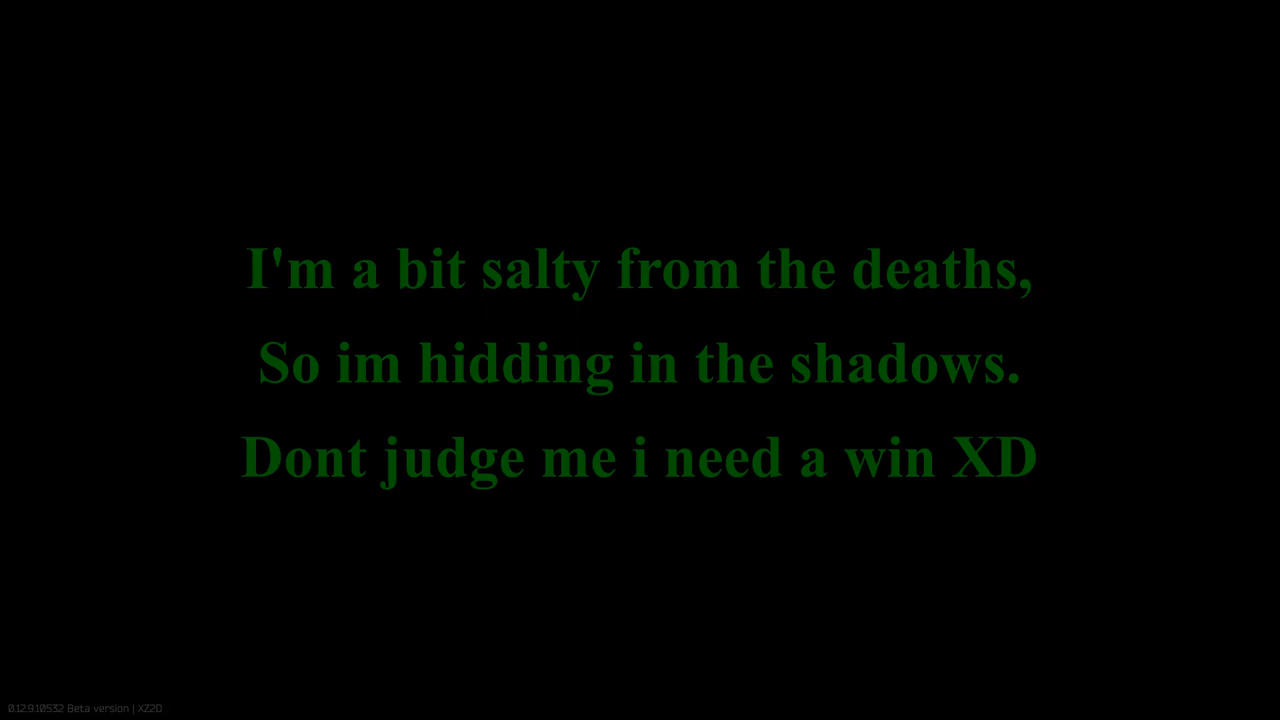 I'm a bit salty from the deaths,
So im hidding in the shadows.
Dont judge me i need a win XD
0.12.9.10532 Beta version | XZ2D